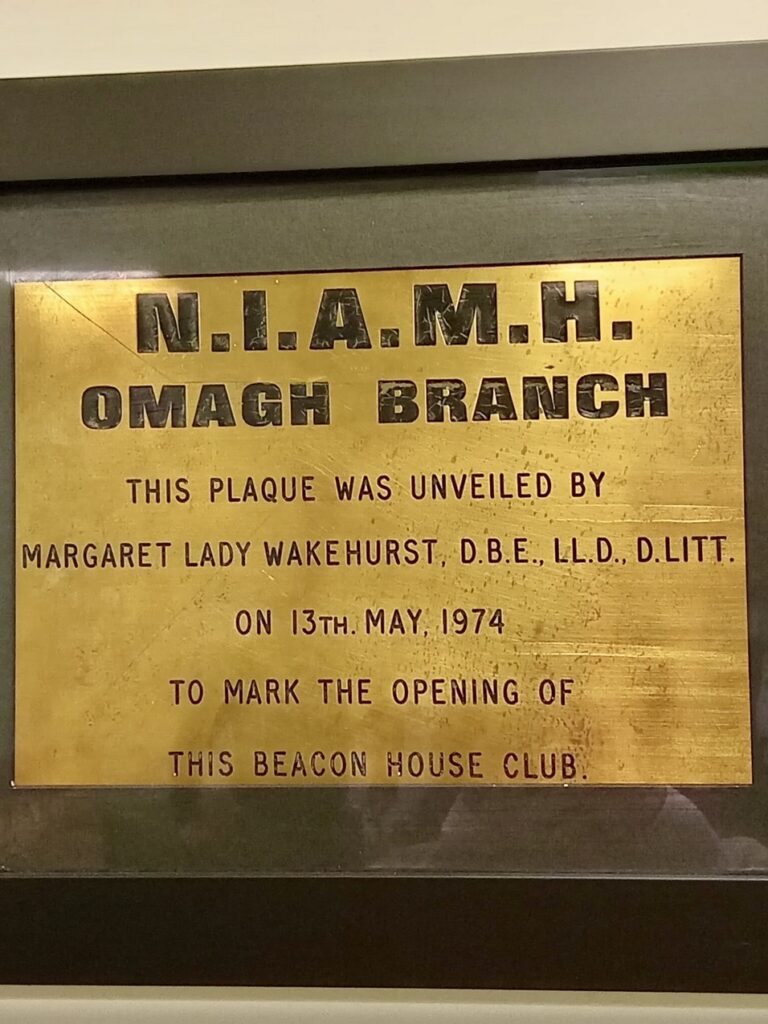 N.I.A.M.H.
OMAGH BRANCH
THIS PLAQUE WAS UNVEILED BY
MARGARET LADY WAKEHURST, D.B.E., LL.D., D.LITT.
ON 13TH. MAY, 1974
TO MARK THE OPENING OF
THIS BEACON HOUSE CLUB.